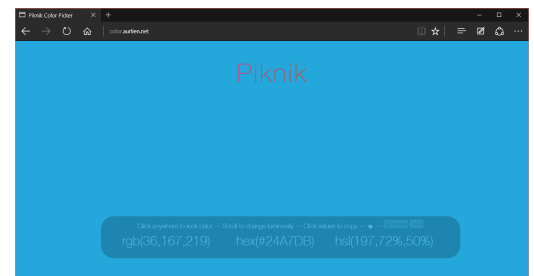 Piknik Color Picker
color.aurlien.net
Piknik
Click anywhere to lock color — Scroll to change luminosity — Click values to copy —
rgb(36,167,219) hex(#24A7DB) hsl(197,72%,50%)